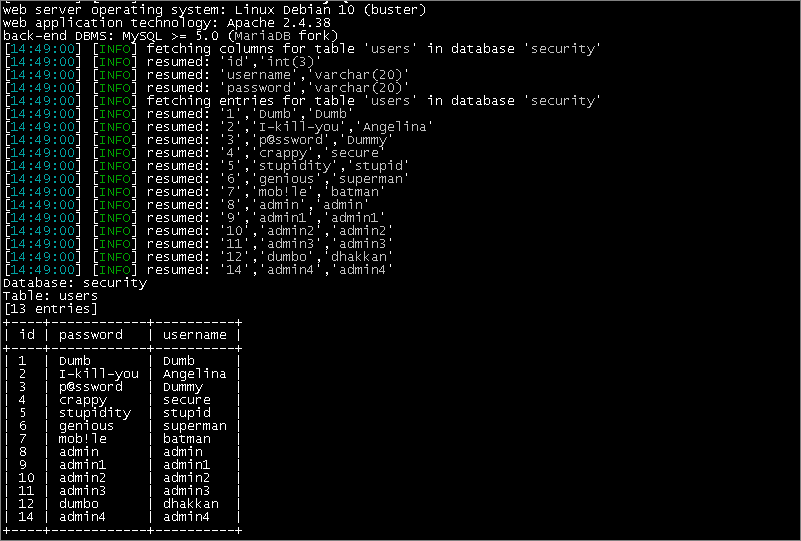 web server operating system: Linux Debian 10 (buster)
web application technology: Apache 2.4.38
back-end DBMS: MySQL >= 5.0 (MariaDB fork)
[14:49:00] [INFO] fetching columns for table 'users' in database 'security'
[14:49:00] [INFO] resumed: 'id','int(3)'
[14:49:00] [INFO] resumed: 'username','varchar(20)'
[14:49:00] [INFO] resumed: 'password','varchar(20)'
[14:49:00] [INFO] fetching entries for table 'users' in database 'security'
[14:49:00] [INFO] resumed: '1','Dumb','Dumb'
[14:49:00] [INFO] resumed: '2','I-kill-you','Angelina'
[14:49:00] [INFO] resumed: '3','p@ssword','Dummy'
[14:49:00] [INFO] resumed: '4','crappy','secure'
[14:49:00] [INFO] resumed: '5','stupidity','stupid'
[14:49:00] [INFO] resumed: '6','genious','superman'
[14:49:00] [INFO] resumed: '7','mob!le','batman'
[14:49:00] [INFO] resumed: '8','admin','admin'
[14:49:00] [INFO] resumed: '9','admin1','admin1'
[14:49:00] [INFO] resumed: '10','admin2','admin2'
[14:49:00] [INFO] resumed: '11','admin3','admin3'
[14:49:00] [INFO] resumed: '12','dumbo','dhakkan'
[14:49:00] [INFO] resumed: '14','admin4','admin4'
Database: security
Table: users
[13 entries]
+----+------------+----------+
| id | password   | username |
+----+------------+----------+
| 1  | Dumb       | Dumb     |
| 2  | I-kill-you | Angelina |
| 3  | p@ssword   | Dummy    |
| 4  | crappy     | secure   |
| 5  | stupidity  | stupid   |
| 6  | genious    | superman |
| 7  | mob!le     | batman   |
| 8  | admin      | admin    |
| 9  | admin1     | admin1   |
| 10 | admin2     | admin2   |
| 11 | admin3     | admin3   |
| 12 | dumbo      | dhakkan  |
| 14 | admin4     | admin4   |
+----+------------+----------+